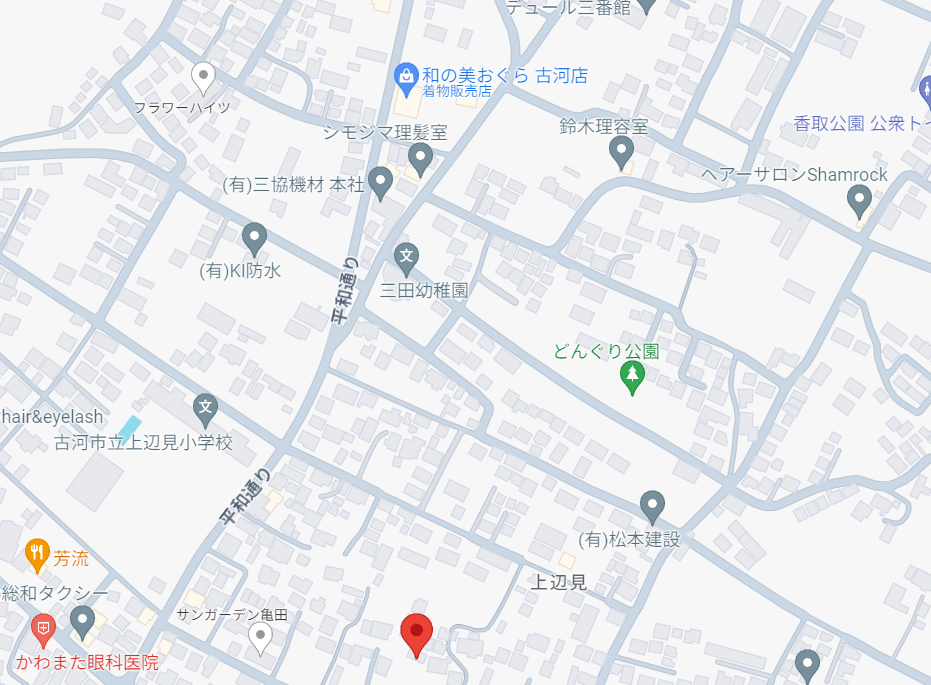 デュール三番館
和の美おぐら 古河店
着物販売店
フラワーハイツ
シモジマ理髪室
鈴木理容室
香取公園 公衆トイ
(有)三協機材 本社
ヘアーサロンShamrock
(有)KI防水
三田幼稚園
平和通り
どんぐり公園
hair&eyelash
古河市立上辺見小学校
平和通り
(有)松本建設
芳流
上辺見
総和タクシー
サンガーデン亀田
かわまた眼科医院